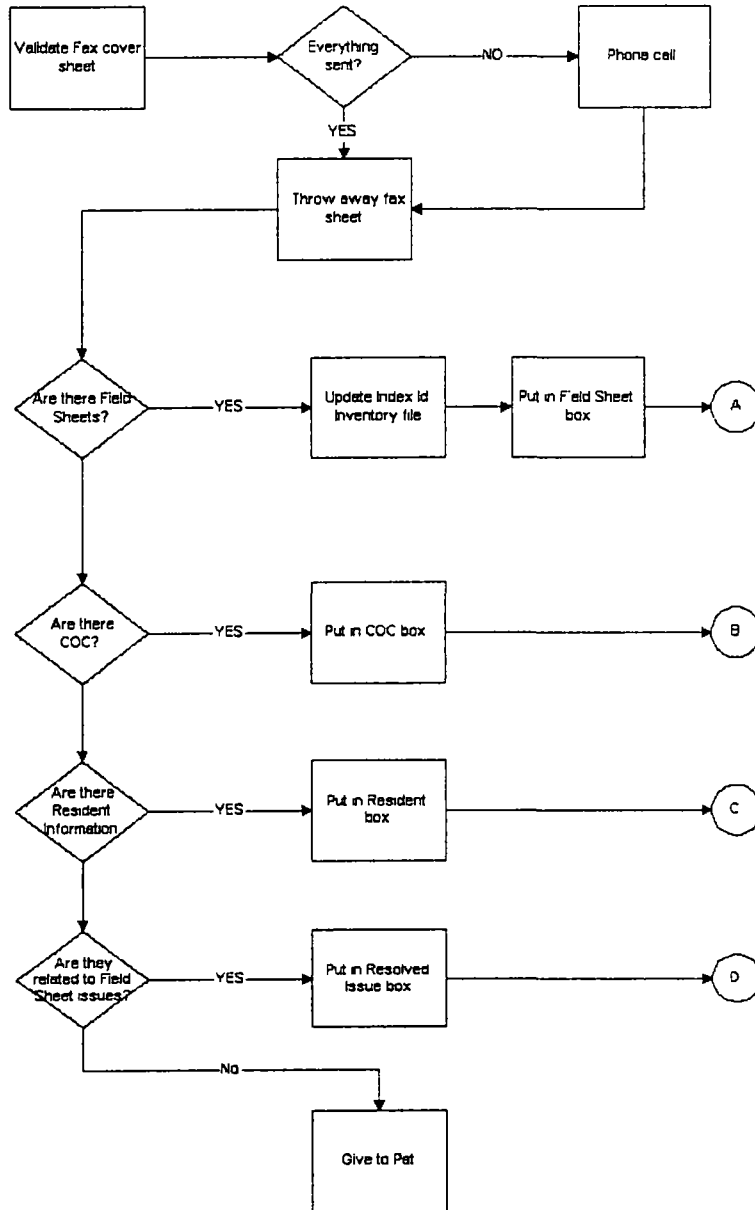 Validate Fax cover
sheet
Everything
sent?
NO
Phone call
YES
Throw away fax
sheet
Are there Field
Sheets?
YES
Update Index Id
Inventory file
Put in Field Sheet
box
A
Are there
COC?
YES
Put in COC box
B
Are there
Resident
Information
YES
Put in Resident
box
C
Are they
related to Field
Sheet issues?
YES
Put in Resolved
Issue box
D
No
Give to Pat